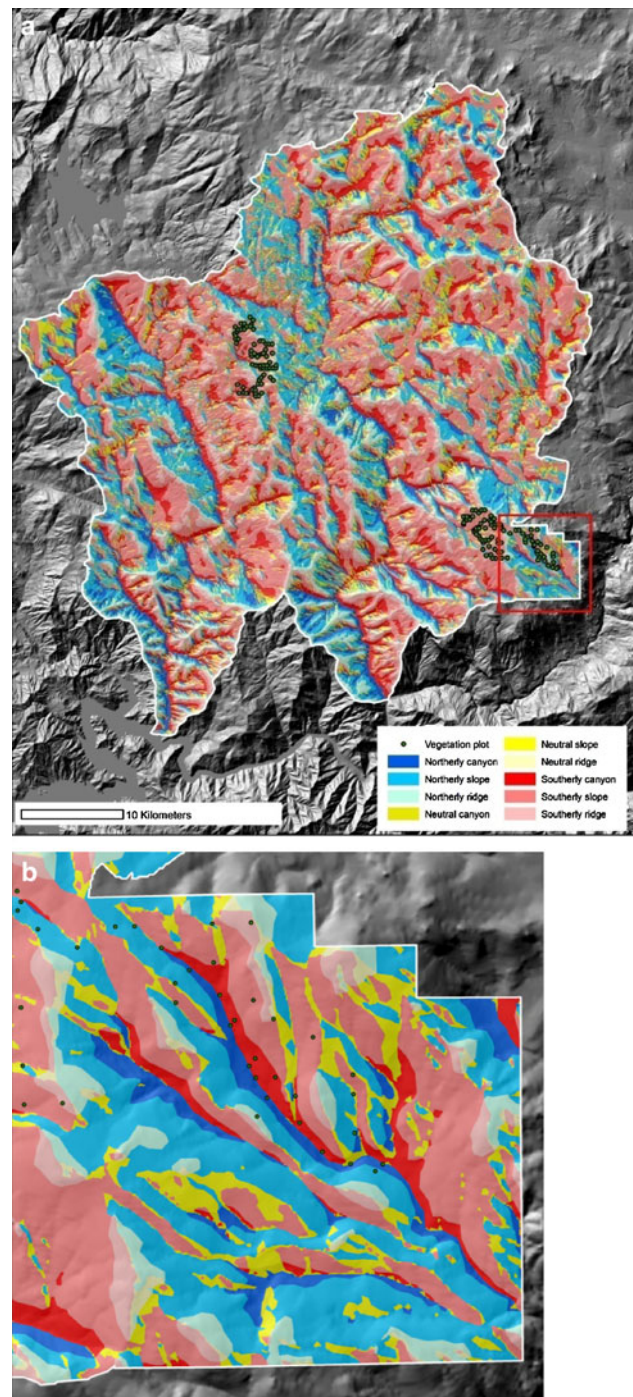 a
Vegetation plot
Northerly canyon
Northerly slope
Northerly ridge
Neutral canyon
Neutral slope
Neutral ridge
Southerly canyon
Southerly slope
Southerly ridge
10 Kilometers
b